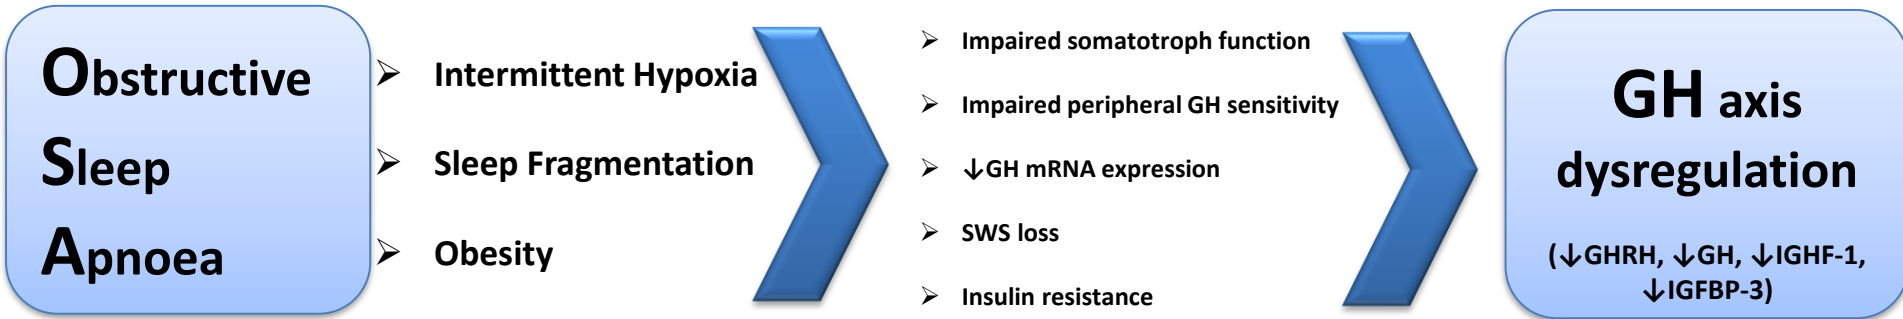 Obstructive
Sleep
Apnoea
➢ Intermittent Hypoxia
➢ Sleep Fragmentation
➢ Obesity
➢ Impaired somatotroph function
➢ Impaired peripheral GH sensitivity
➢ ↓GH mRNA expression
➢ SWS loss
➢ Insulin resistance
GH axis
dysregulation
(↓GHRH, ↓GH, ↓IGHF-1,
↓IGFBP-3)